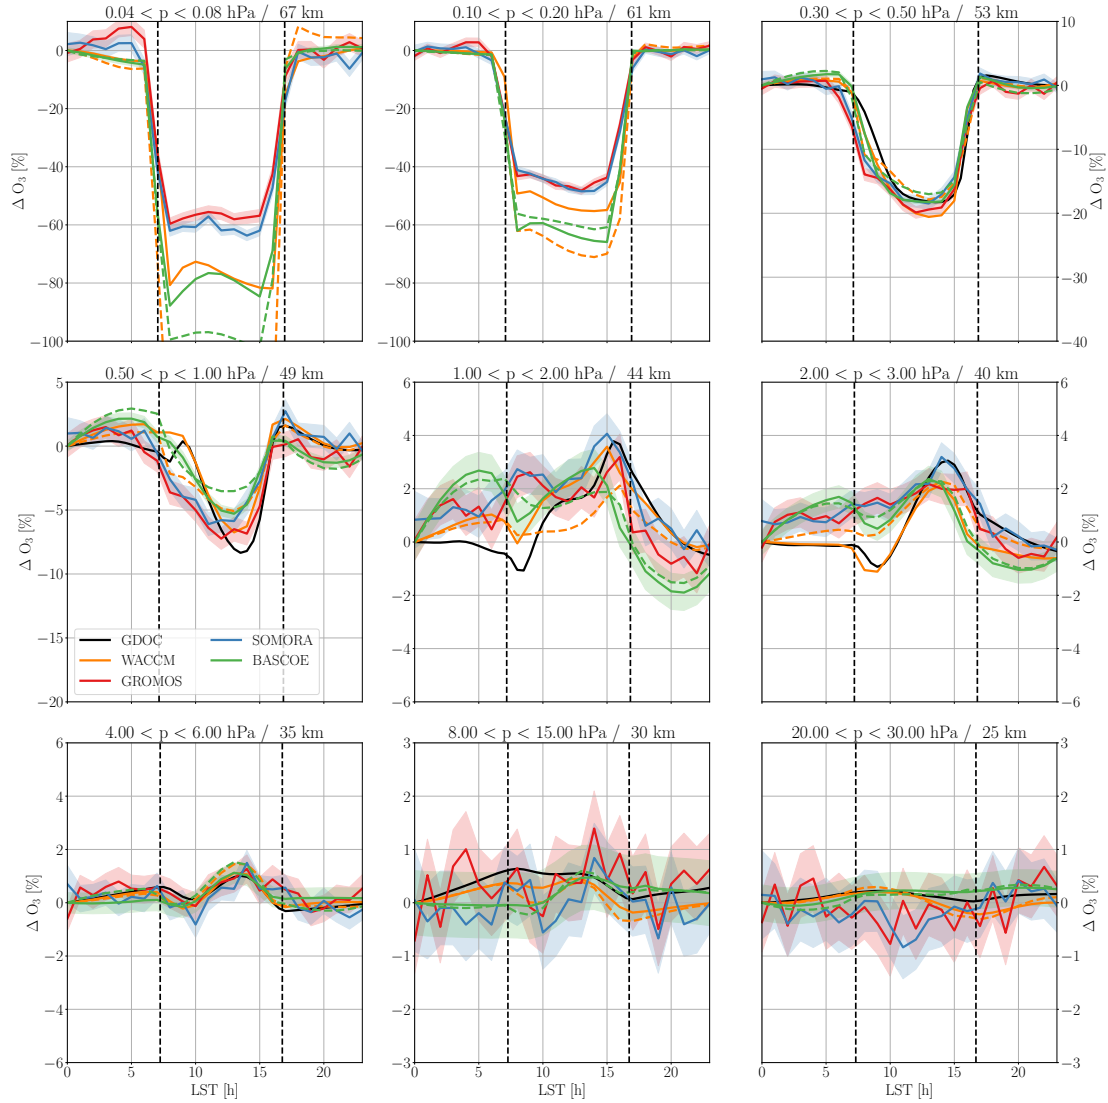 0.04 < p < 0.08 hPa / 67 km
0.10 < p < 0.20 hPa / 61 km
0.30 < p < 0.50 hPa / 53 km
0
−20
−40
−60
−80
−100
Δ O₃ [%]
0
−20
−40
−60
−80
−100
10
0
−10
−20
−30
−40
Δ O₃ [%]
0.50 < p < 1.00 hPa / 49 km
1.00 < p < 2.00 hPa / 44 km
2.00 < p < 3.00 hPa / 40 km
5
0
−5
−10
−15
−20
Δ O₃ [%]
GDOC
WACCM
GROMOS
SOMORA
BASCOE
6
4
2
0
−2
−4
−6
6
4
2
0
−2
−4
−6
Δ O₃ [%]
4.00 < p < 6.00 hPa / 35 km
8.00 < p < 15.00 hPa / 30 km
20.00 < p < 30.00 hPa / 25 km
6
4
2
0
−2
−4
−6
Δ O₃ [%]
3
2
1
0
−1
−2
−3
3
2
1
0
−1
−2
−3
Δ O₃ [%]
0 5 10 15 20
0 5 10 15 20
0 5 10 15 20
LST [h]
LST [h]
LST [h]